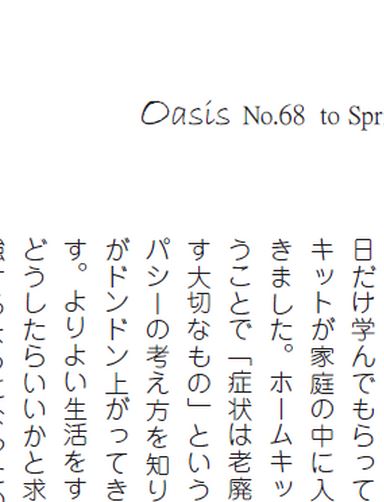 Oasis No.68 to Spr
日だけ学んでもらって
キットが家庭の中に入
きました。ホームキッ
うことで「症状は老廃
す大切なもの」という
パシーの考え方を知り
がドンドン上がってき
す。よりよい生活をす
どうしたらいいかと求